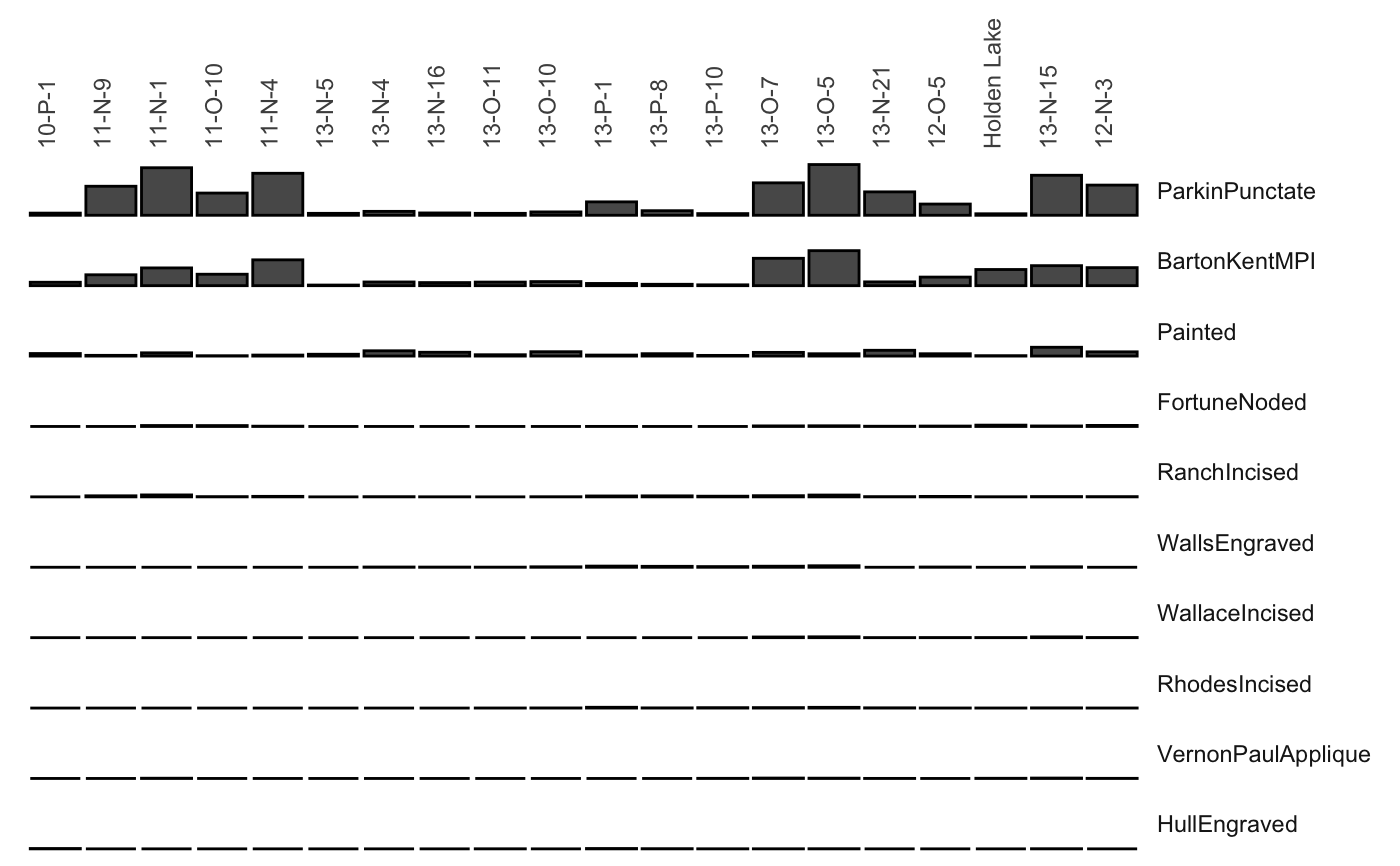 10-P-1
11-N-9
11-N-1
11-O-10
11-N-4
13-N-5
13-N-4
13-N-16
13-O-11
13-O-10
13-P-1
13-P-8
13-P-10
13-O-7
13-O-5
13-N-21
12-O-5
Holden Lake
13-N-15
12-N-3
ParkinPunctate
BartonKentMPI
Painted
FortuneNoded
RanchIncised
WallsEngraved
WallaceIncised
RhodesIncised
VernonPaulApplique
HullEngraved